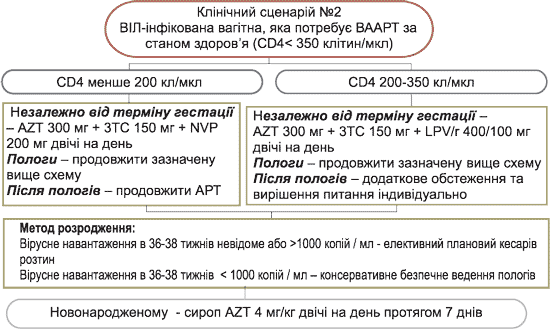 Клінічний сценарій №2
ВІЛ-інфікована вагітна, яка потребує ВААРТ за
станом здоров'я (CD4< 350 клітин/мкл)
CD4 менше 200 кл/мкл
CD4 200-350 кл/мкл
Незалежно від терміну гестації
– AZT 300 мг + 3TC 150 мг + NVP
200 мг двічі на день
Пологи – продовжити зазначену
вище схему
Після пологів – продовжити АРТ
Незалежно від терміну гестації –
AZT 300 мг + 3TC 150 мг + LPV/r 400/100 мг
двічі на день
Пологи – продовжити зазначену вище схему
Після пологів – додаткове обстеження та
вирішення питання індивідуально
Метод розродження:
Вірусне навантаження в 36-38 тижнів невідоме або >1000 копій / мл - елективний плановий кесарів
розтин
Вірусне навантаження в 36-38 тижнів < 1000 копій / мл – консервативне безпечне ведення пологів
Новонародженому - сироп AZT 4 мг/кг двічі на день протягом 7 днів